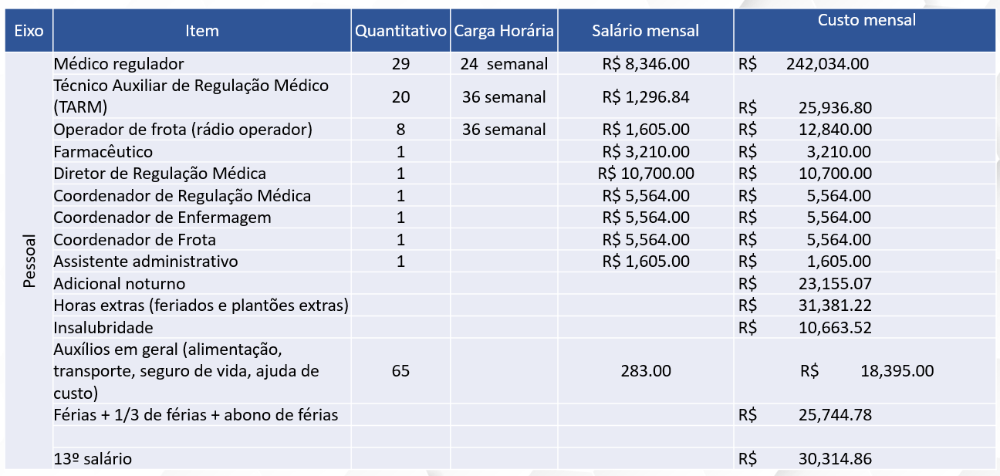 Eixo Item Quantitativo Carga Horária Salário mensal Custo mensal
Pessoal
Médico regulador 29 24 semanal R$ 8,346.00 R$ 242,034.00
Técnico Auxiliar de Regulação Médico
(TARM) 20 36 semanal R$ 1,296.84 R$ 25,936.80
Operador de frota (rádio operador) 8 36 semanal R$ 1,605.00 R$ 12,840.00
Farmacêutico 1 R$ 3,210.00 R$ 3,210.00
Diretor de Regulação Médica 1 R$ 10,700.00 R$ 10,700.00
Coordenador de Regulação Médica 1 R$ 5,564.00 R$ 5,564.00
Coordenador de Enfermagem 1 R$ 5,564.00 R$ 5,564.00
Coordenador de Frota 1 R$ 5,564.00 R$ 5,564.00
Assistente administrativo 1 R$ 1,605.00 R$ 1,605.00
Adicional noturno R$ 23,155.07
Horas extras (feriados e plantões extras) R$ 31,381.22
Insalubridade R$ 10,663.52
Auxílios em geral (alimentação,
transporte, seguro de vida, ajuda de 65 283.00 R$ 18,395.00
custo)
Férias + 1/3 de férias + abono de férias R$ 25,744.78
13º salário R$ 30,314.86